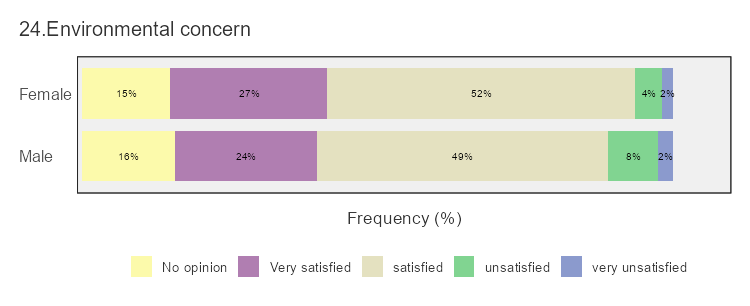 24.Environmental concern
Female 15% 27% 52% 4% 2%
Male 16% 24% 49% 8% 2%
Frequency (%)
No opinion Very satisfied satisfied unsatisfied very unsatisfied